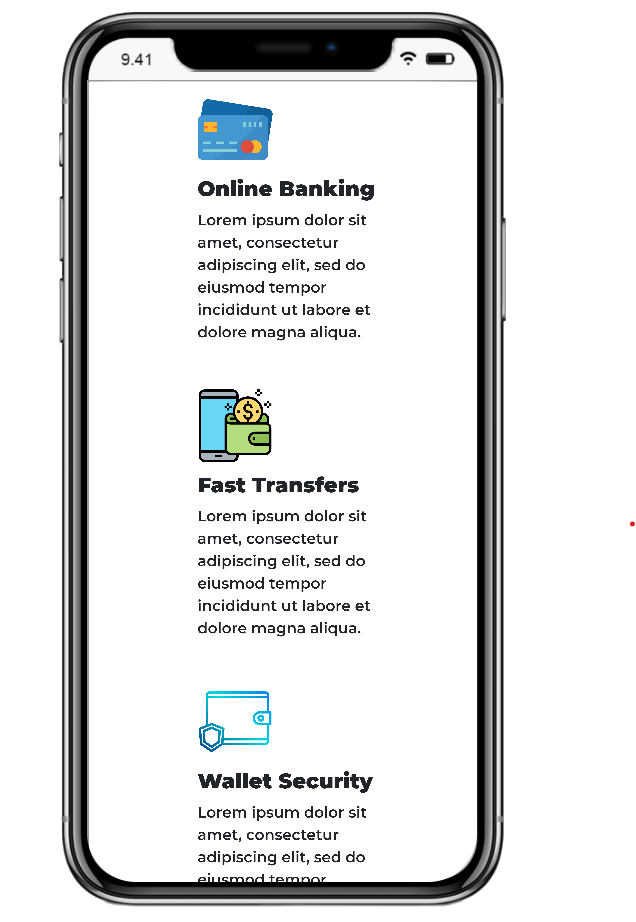 9.41
Online Banking
Lorem ipsum dolor sit
amet, consectetur
adipiscing elit, sed do
eiusmod tempor
incididunt ut labore et
dolore magna aliqua.
$
Fast Transfers
Lorem ipsum dolor sit
amet, consectetur
adipiscing elit, sed do
eiusmod tempor
incididunt ut labore et
dolore magna aliqua.
Wallet Security
Lorem ipsum dolor sit
amet, consectetur
adipiscing elit, sed do
eiusmod tempor